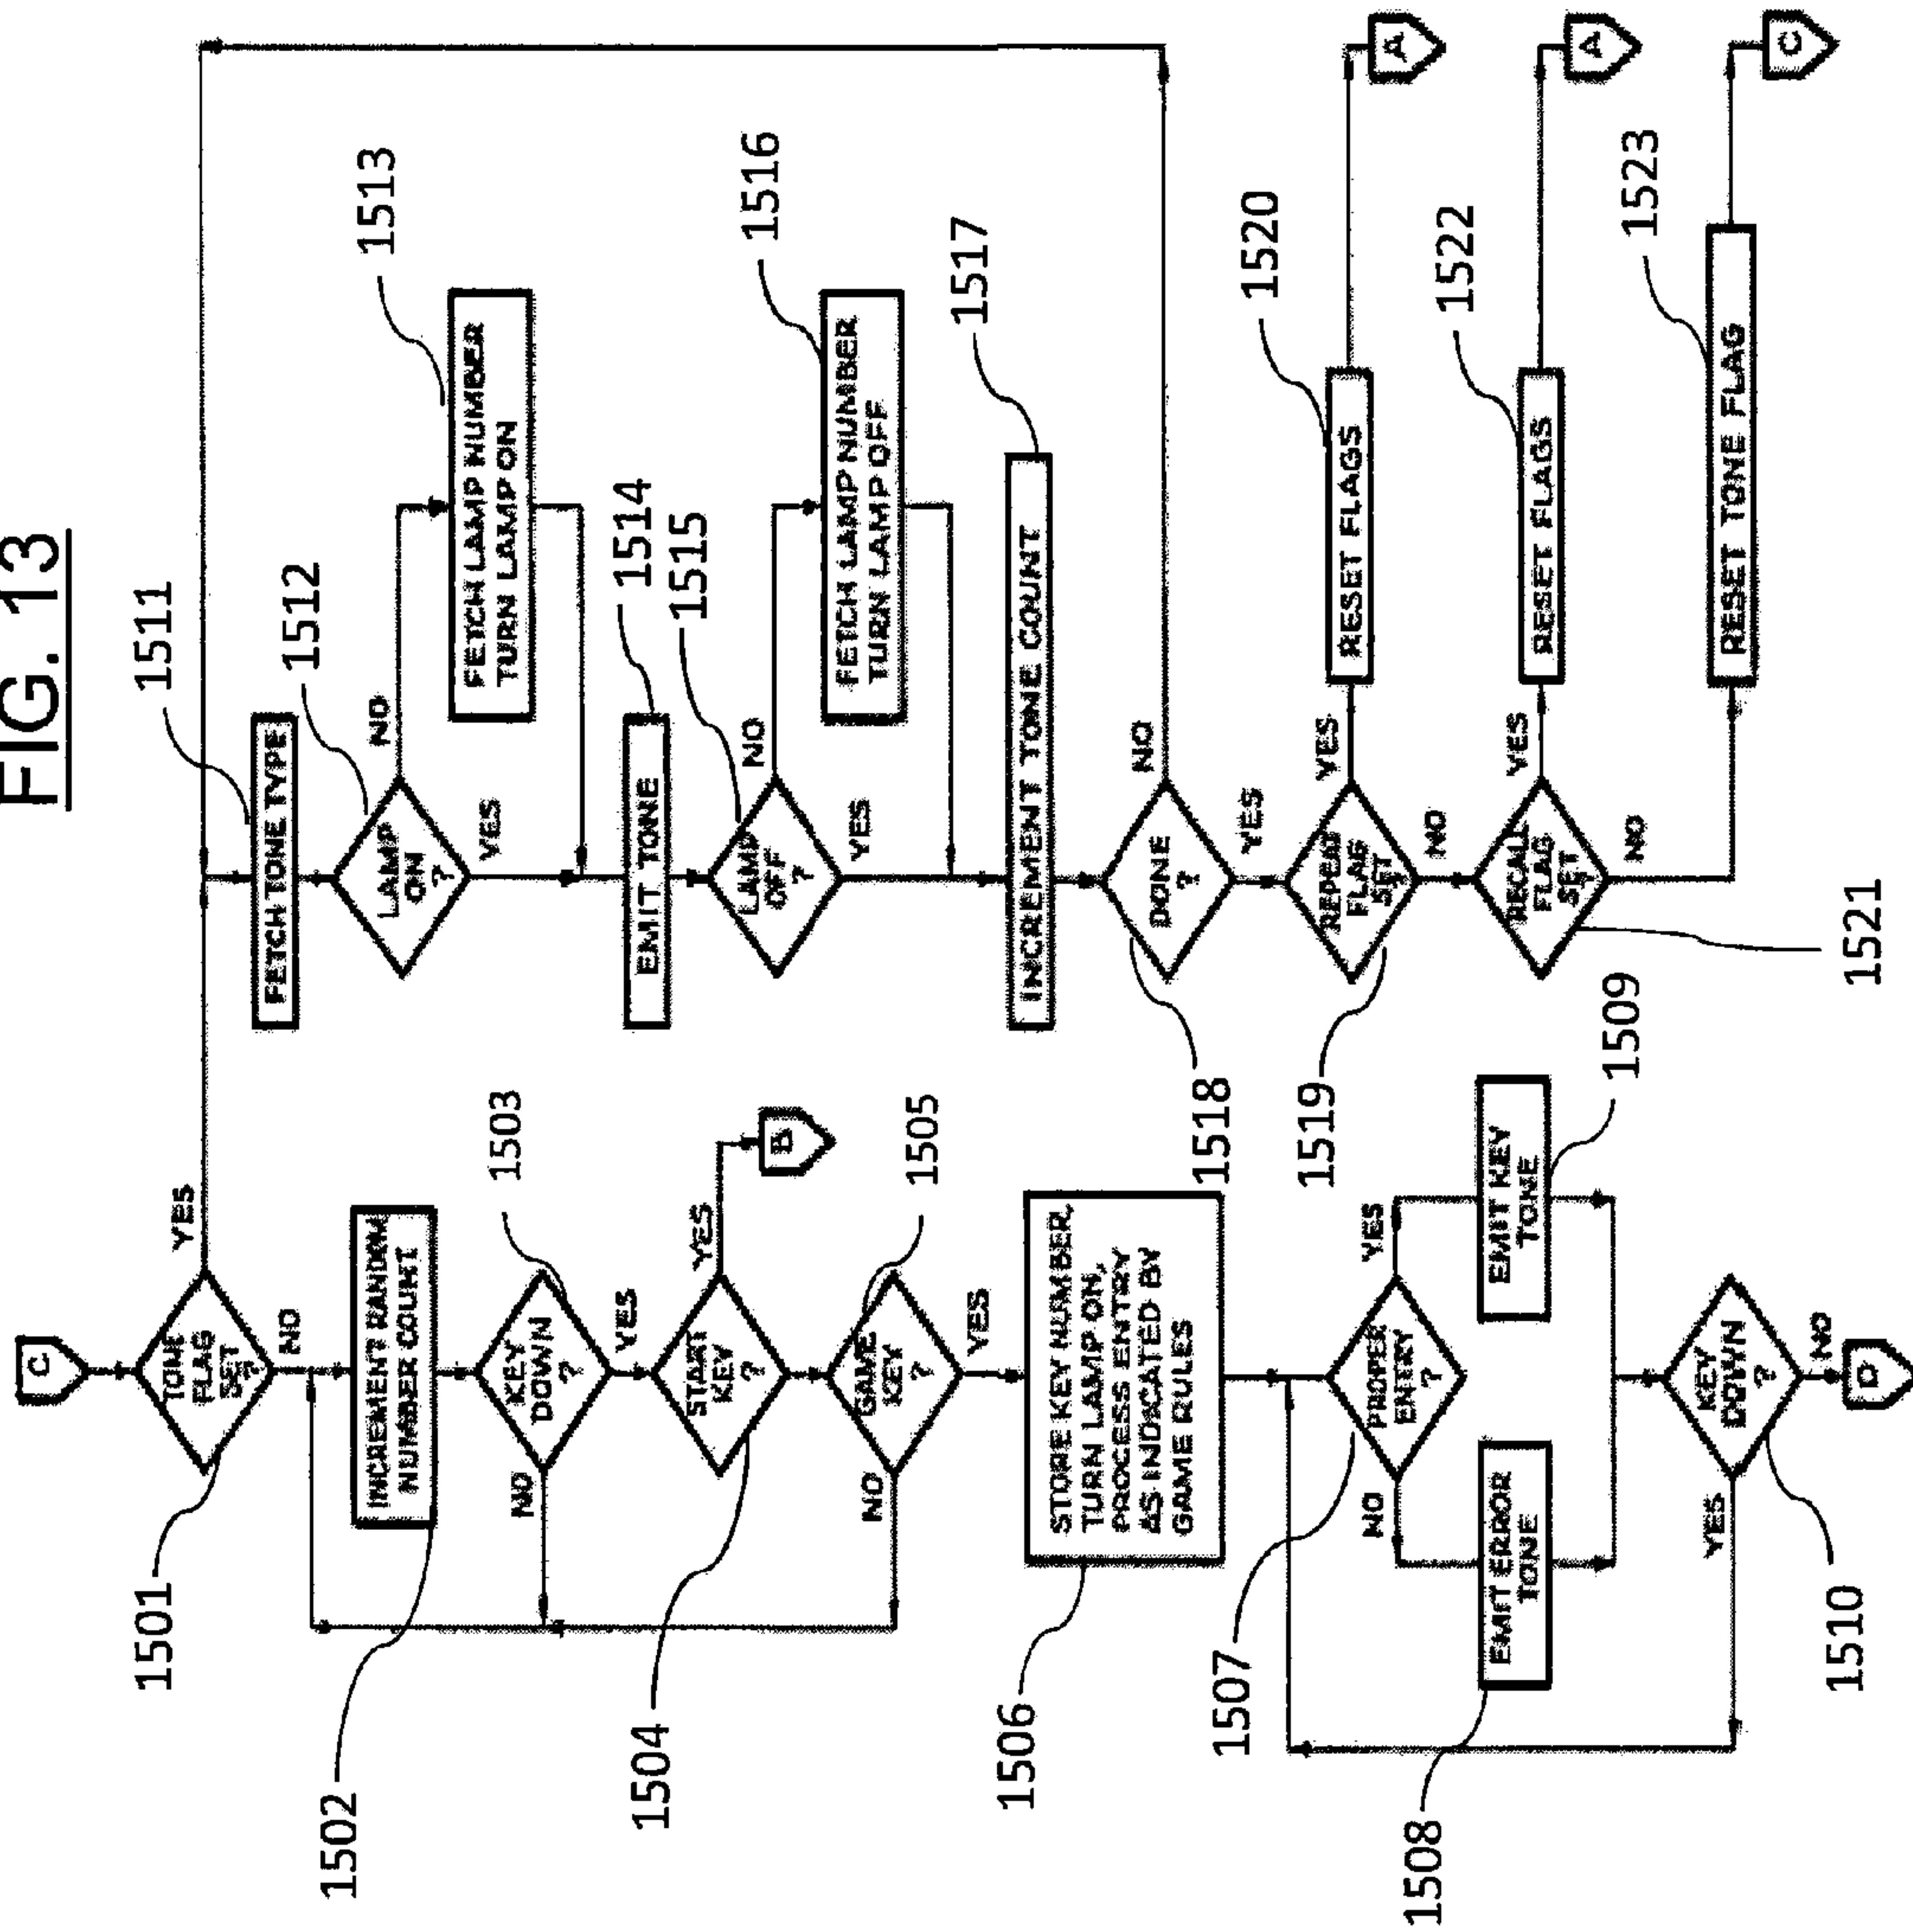 FIG. 13
C
1501
TONE
FLAG
SET
?
YES
NO
1502
INCREMENT RANDOM
NUMBER COUNT
1503
KEY
DOWN
?
NO
YES
1504
START
KEY
?
YES
B
1505
GAME
KEY
?
NO
YES
1506
STORE KEY NUMBER,
TURN LAMP ON,
PROCESS ENTRY
AS INDICATED BY
GAME RULES
1507
PROPER
ENTRY
?
NO
YES
1508
EMIT ERROR
TONE
1509
EMIT KEY
TONE
1510
KEY
DOWN
?
YES
NO
D
1511
FETCH TONE TYPE
1512
LAMP
ON
?
NO
YES
1513
FETCH LAMP NUMBER
TURN LAMP ON
1514
EMIT TONE
1515
LAMP
OFF
?
NO
YES
1516
FETCH LAMP NUMBER
TURN LAMP OFF
1517
INCREMENT TONE COUNT
1518
DONE
?
NO
YES
1519
REPEAT
FLAG
SET
?
YES
NO
1520
RESET FLAGS
A
1521
RECALL
FLAG
SET
?
YES
NO
1522
RESET FLAGS
A
1523
RESET TONE FLAG
C